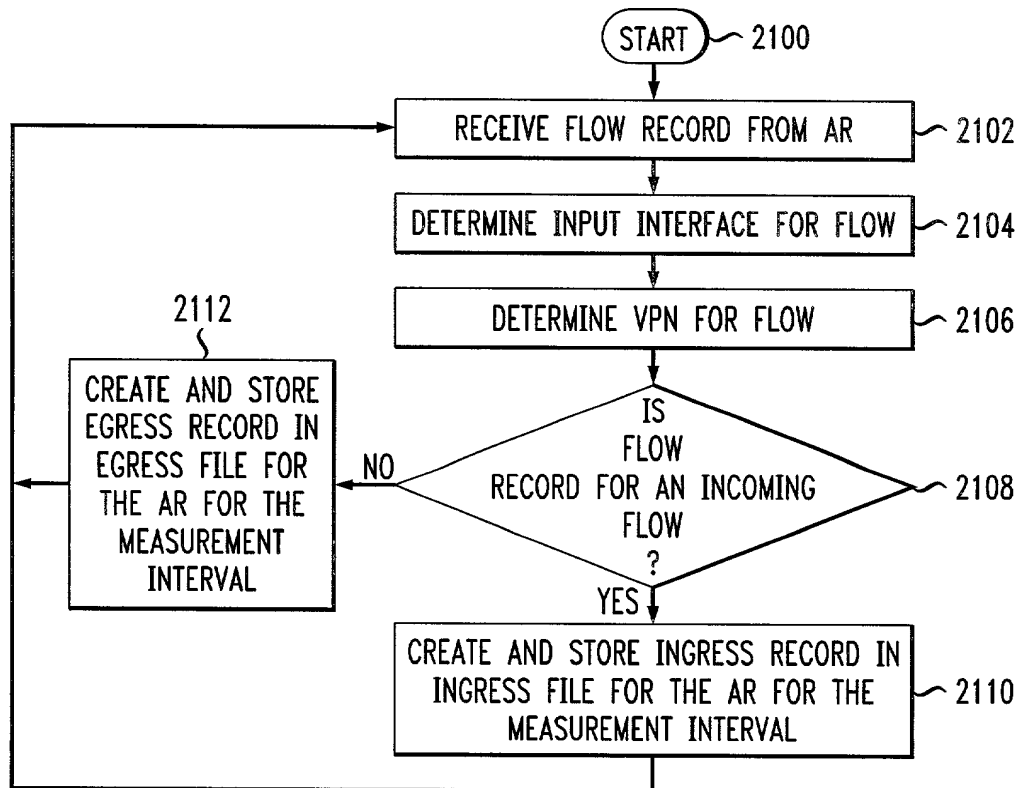 START
2100
RECEIVE FLOW RECORD FROM AR
2102
DETERMINE INPUT INTERFACE FOR FLOW
2104
DETERMINE VPN FOR FLOW
2106
2112
CREATE AND STORE
EGRESS RECORD IN
EGRESS FILE FOR
THE AR FOR THE
MEASUREMENT
INTERVAL
NO
IS
FLOW
RECORD FOR AN INCOMING
FLOW
?
2108
YES
CREATE AND STORE INGRESS RECORD IN
INGRESS FILE FOR THE AR FOR THE
MEASUREMENT INTERVAL
2110